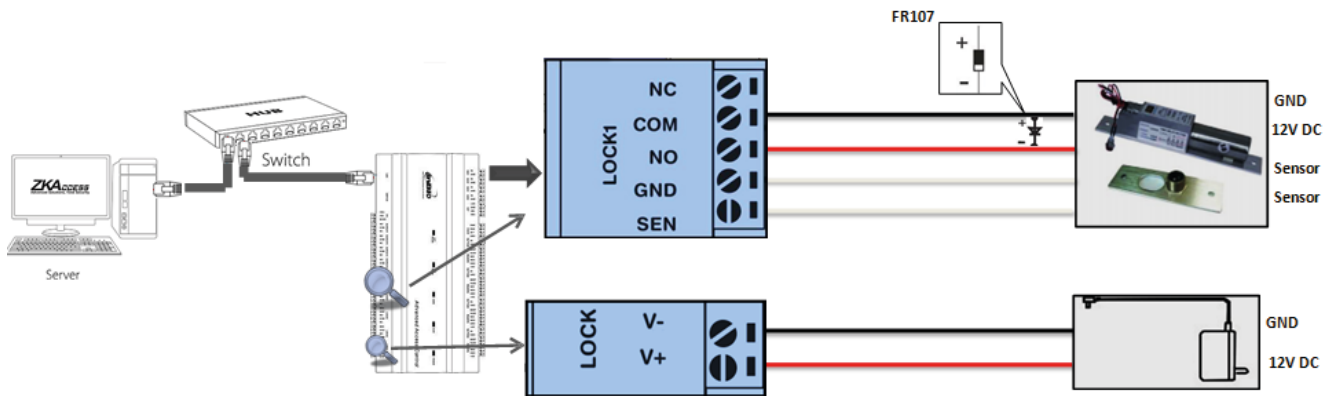 FR107
+
-
HUB
Switch
ZKAccess
Server
LOCK1
NC
COM
NO
GND
SEN
+
-
GND
12V DC
Sensor
Sensor
LOCK
V-
V+
GND
12V DC